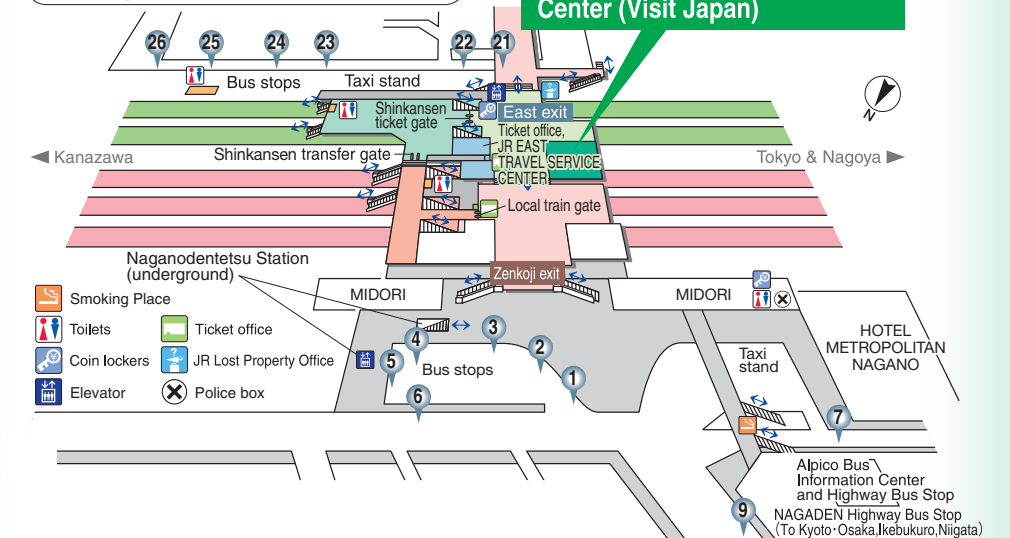 Center (Visit Japan)
26
25
24
23
22
21
Bus stops
Taxi stand
Shinkansen
ticket gate
East exit
Ticket office,
JR EAST
TRAVEL SERVICE
CENTER
N
Kanazawa
Shinkansen transfer gate
Tokyo & Nagoya
Local train gate
Naganodentetsu Station
(underground)
Zenkoji exit
MIDORI
MIDORI
Smoking Place
Toilets
Ticket office
Coin lockers
JR Lost Property Office
Elevator
Police box
4
3
2
5
1
6
Bus stops
Taxi
stand
HOTEL
METROPOLITAN
NAGANO
7
Alpico Bus
Information Center
and Highway Bus Stop
9
NAGADEN Highway Bus Stop
(To Kyoto･Osaka,Ikebukuro,Niigata)